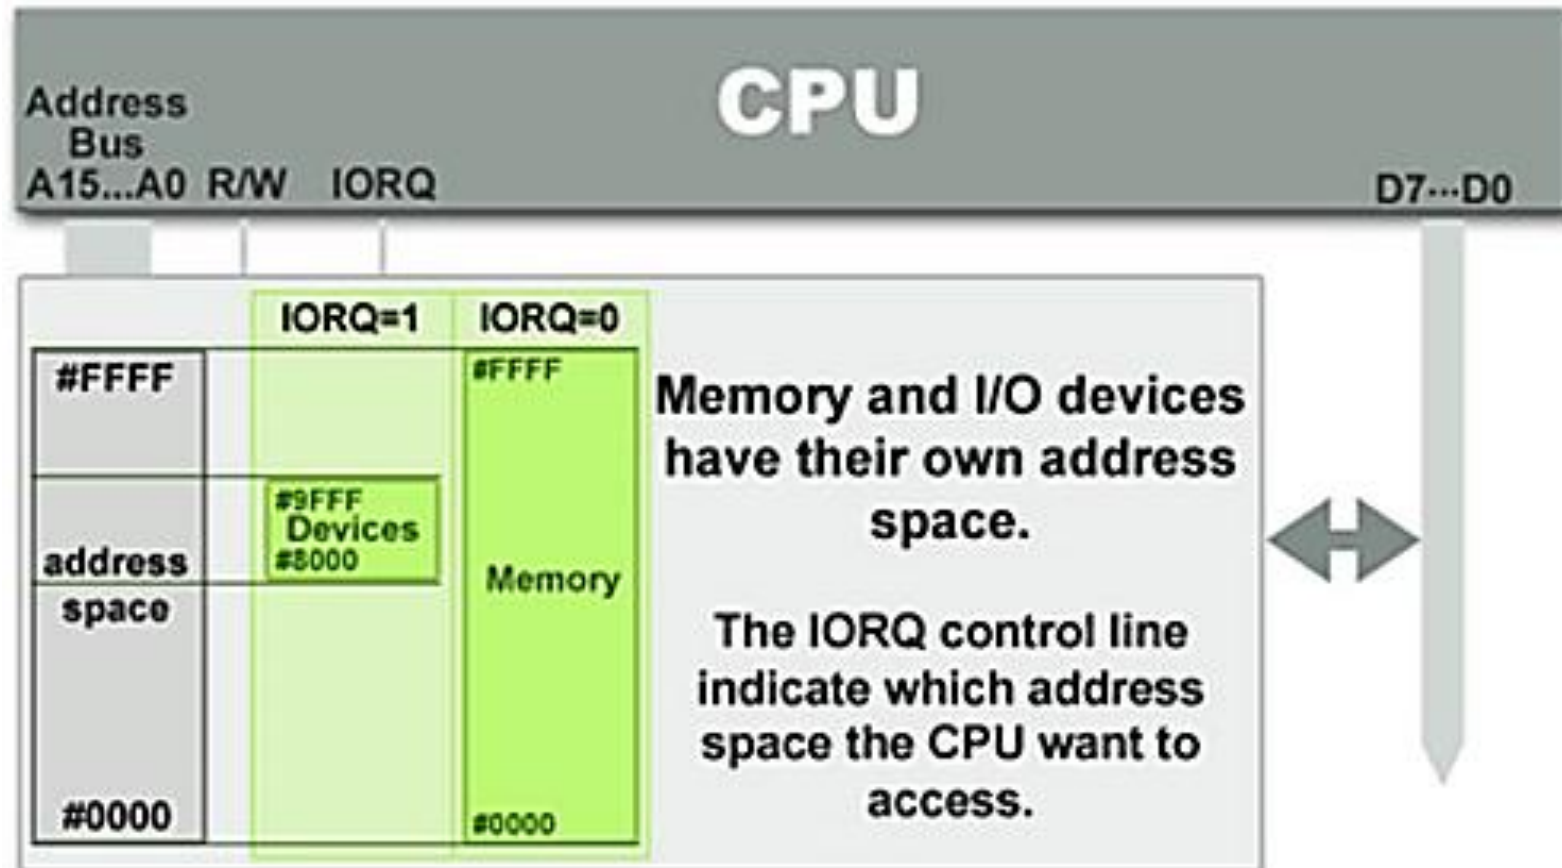 CPU
Address
Bus
A15...A0 R/W IORQ
D7...D0
IORQ=1 IORQ=0
#FFFF
#FFFF
#9FFF
Devices
#8000
address
space
Memory
#0000
#0000
Memory and I/O devices
have their own address
space.
The IORQ control line
indicate which address
space the CPU want to
access.